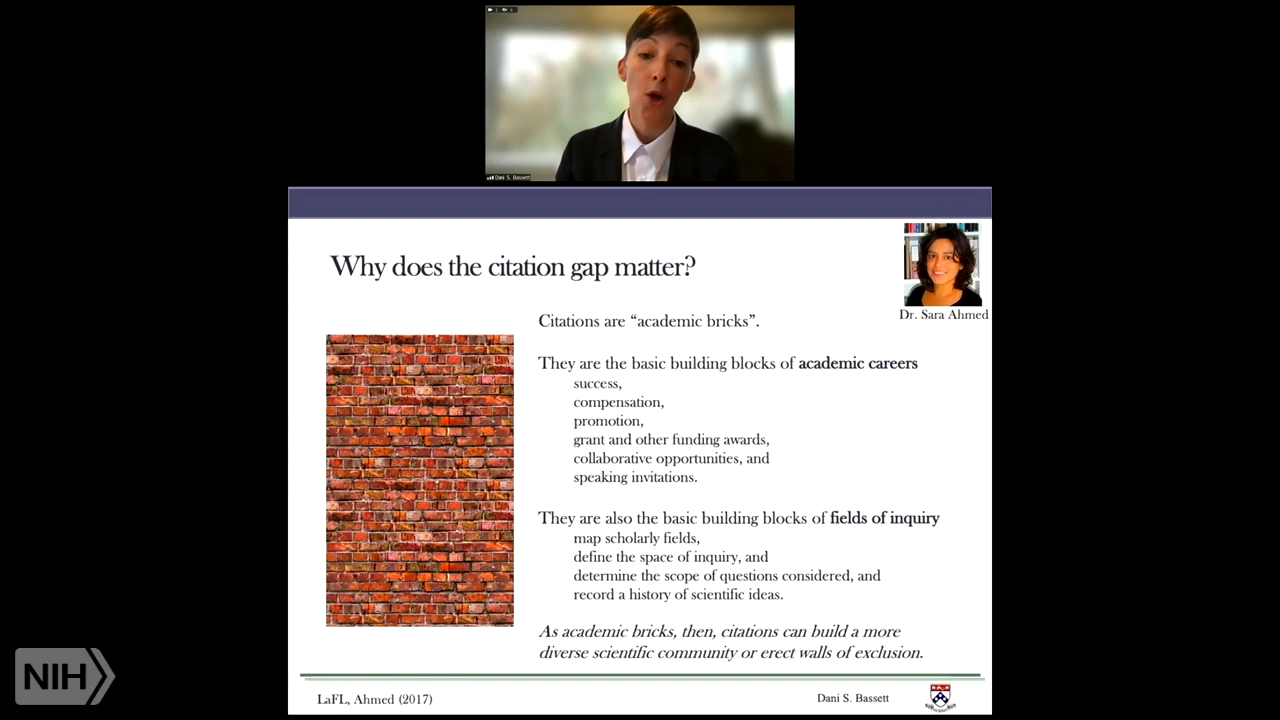 Dani S. Bassett
Why does the citation gap matter?
Dr. Sara Ahmed
Citations are “academic bricks”.
They are the basic building blocks of academic careers
success,
compensation,
promotion,
grant and other funding awards,
collaborative opportunities, and
speaking invitations.
They are also the basic building blocks of fields of inquiry
map scholarly fields,
define the space of inquiry, and
determine the scope of questions considered, and
record a history of scientific ideas.
As academic bricks, then, citations can build a more
diverse scientific community or erect walls of exclusion.
NIH
LaFL, Ahmed (2017)
Dani S. Bassett